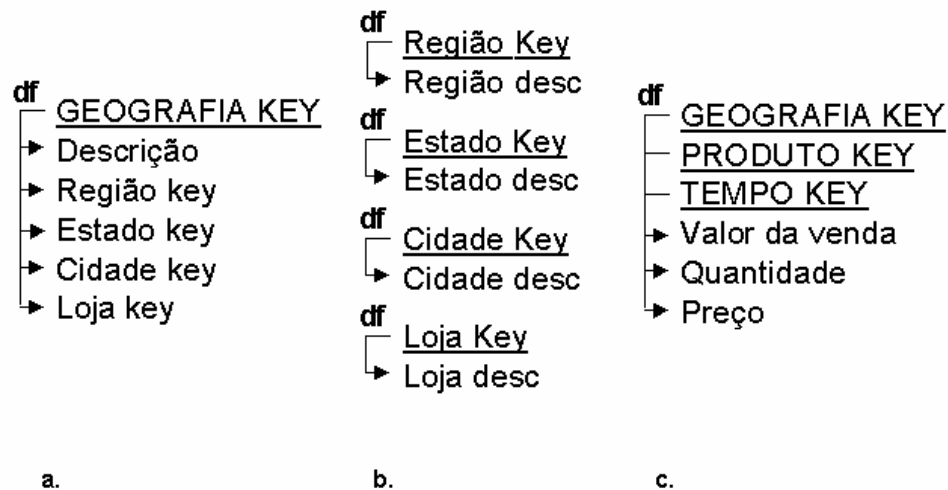 df
GEOGRAFIA KEY
Descrição
Região key
Estado key
Cidade key
Loja key
a.
df
Região Key
Região desc
df
Estado Key
Estado desc
df
Cidade Key
Cidade desc
df
Loja Key
Loja desc
b.
df
GEOGRAFIA KEY
PRODUTO KEY
TEMPO KEY
Valor da venda
Quantidade
Preço
c.